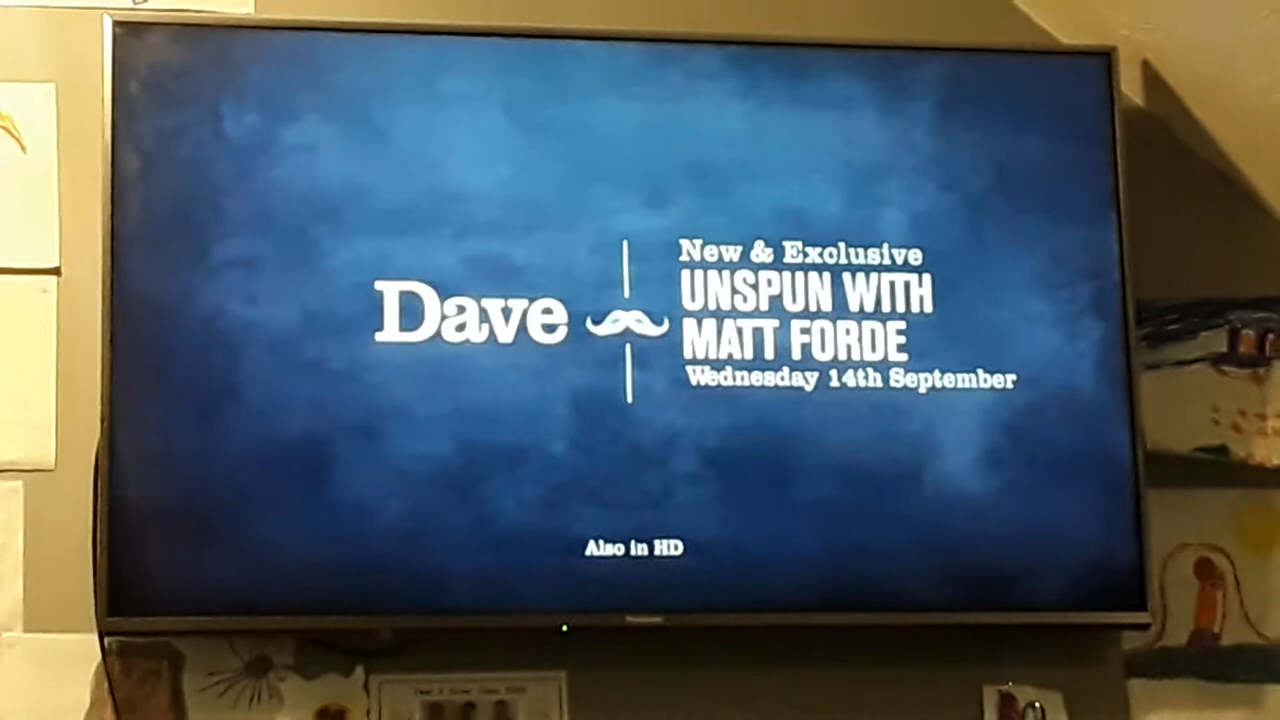 Dave
New & Exclusive
UNSPUN WITH
MATT FORDE
Wednesday 14th September
Also in HD